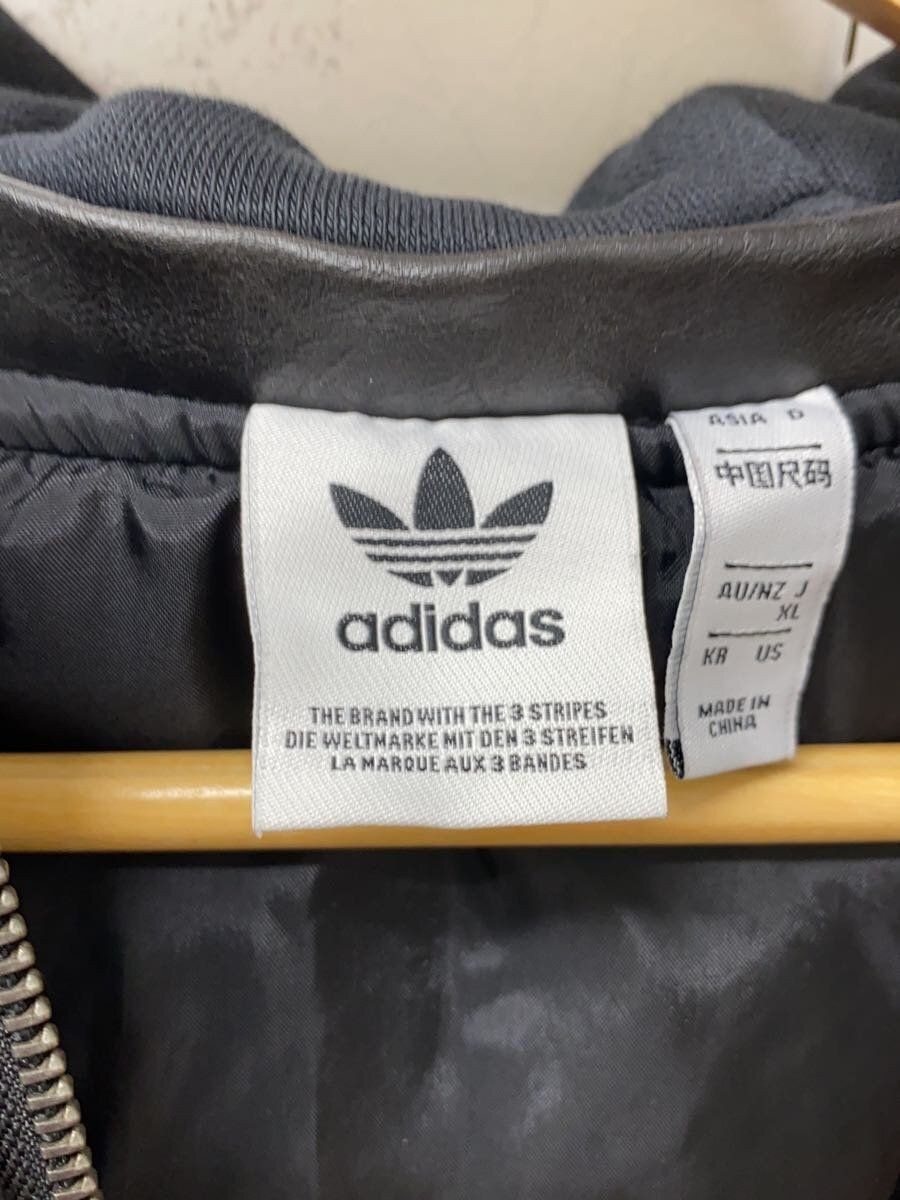 adidas
THE BRAND WITH THE 3 STRIPES
DIE WELTMARKE MIT DEN 3 STREIFEN
LA MARQUE AUX 3 BANDES
ASIA D
中国尺码
AU/NZ J
XL
KR US
MADE IN
CHINA